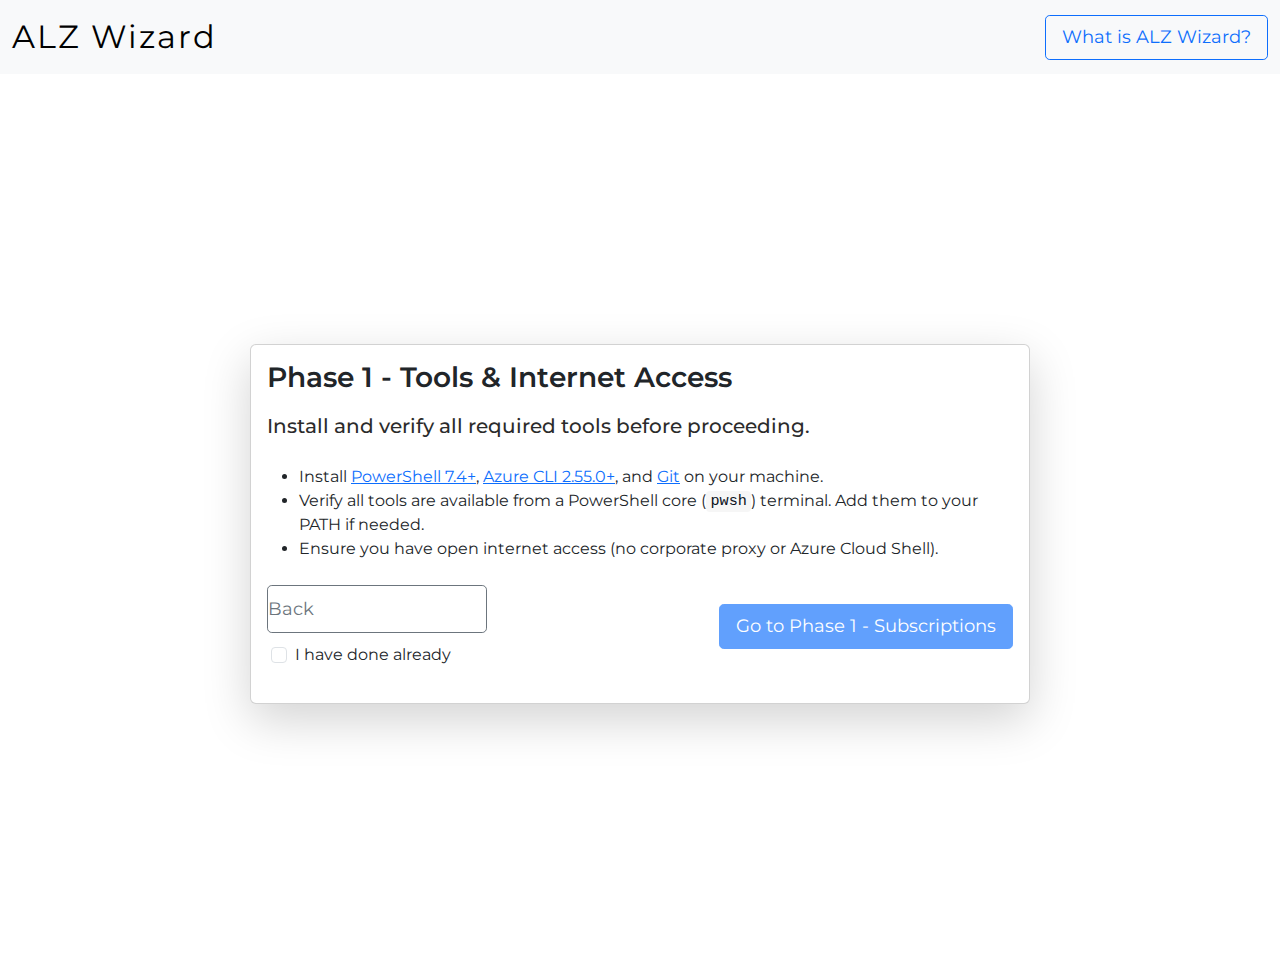 ALZ Wizard
What is ALZ Wizard?
Phase 1 - Tools & Internet Access
Install and verify all required tools before proceeding.
Install PowerShell 7.4+, Azure CLI 2.55.0+, and Git on your machine.
Verify all tools are available from a PowerShell core (pwsh) terminal. Add them to your
PATH if needed.
Ensure you have open internet access (no corporate proxy or Azure Cloud Shell).
Back
Go to Phase 1 - Subscriptions
I have done already